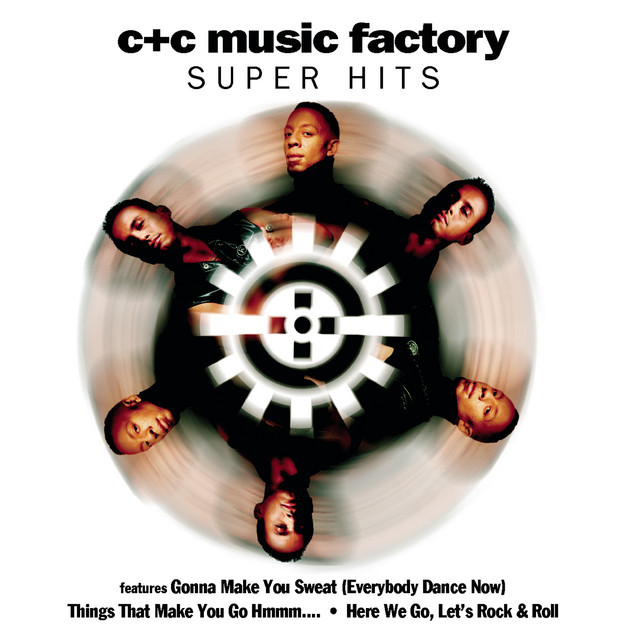 c+c music factory
SUPER HITS
features Gonna Make You Sweat (Everybody Dance Now)
Things That Make You Go Hmmm.... • Here We Go, Let's Rock & Roll